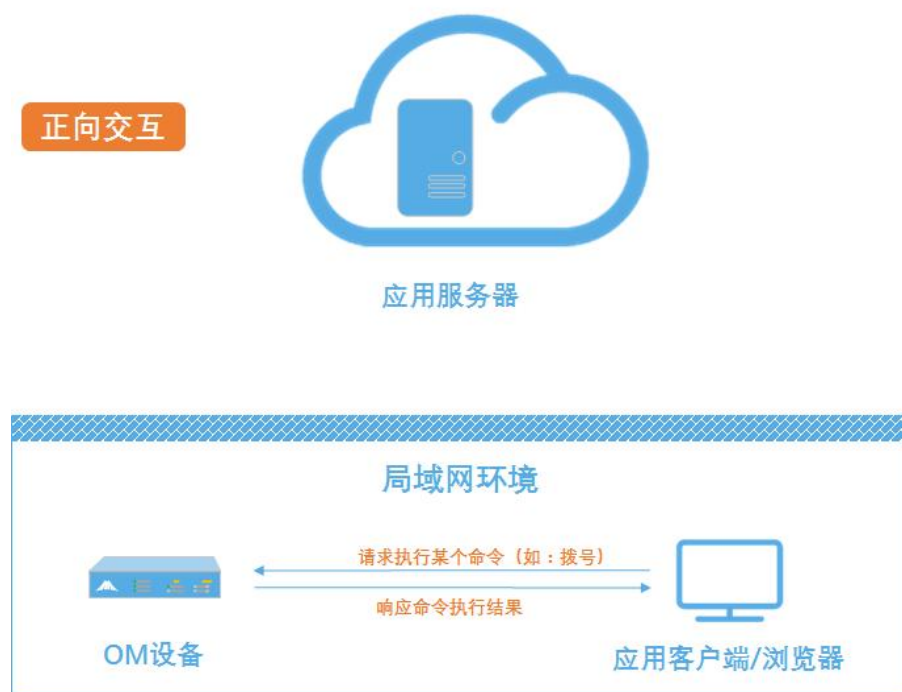 正向交互
应用服务器
局域网环境
请求执行某个命令（如：拨号）
响应命令执行结果
OM设备
应用客户端/浏览器